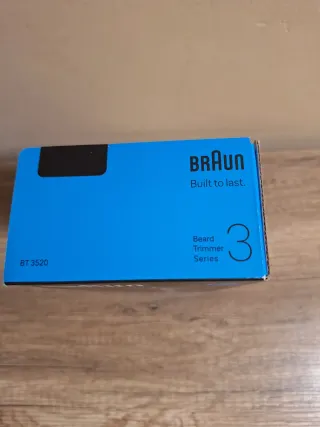 BRAUN
Built to last.
Beard
Trimmer
Series
3
BT 3520